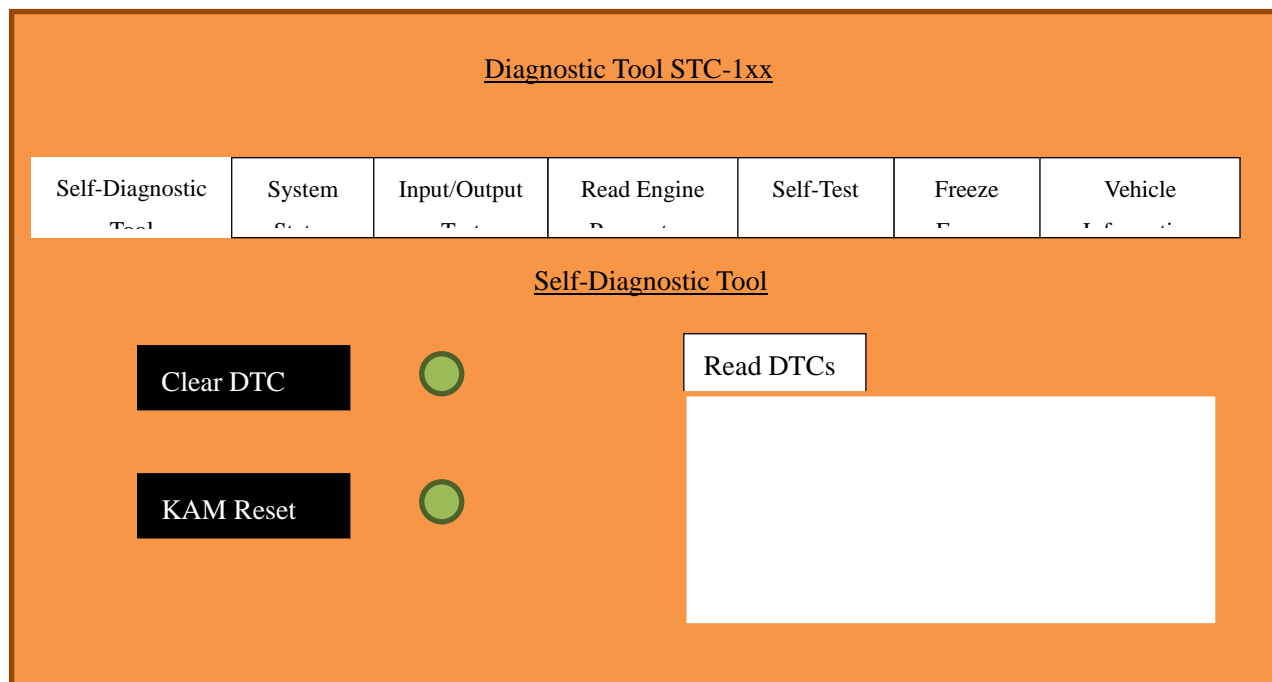 Diagnostic Tool STC-1xx
Self-Diagnostic
Tool
System
Input/Output
Read Engine
Self-Test
Freeze
Vehicle
Self-Diagnostic Tool
Clear DTC
Read DTCs
KAM Reset